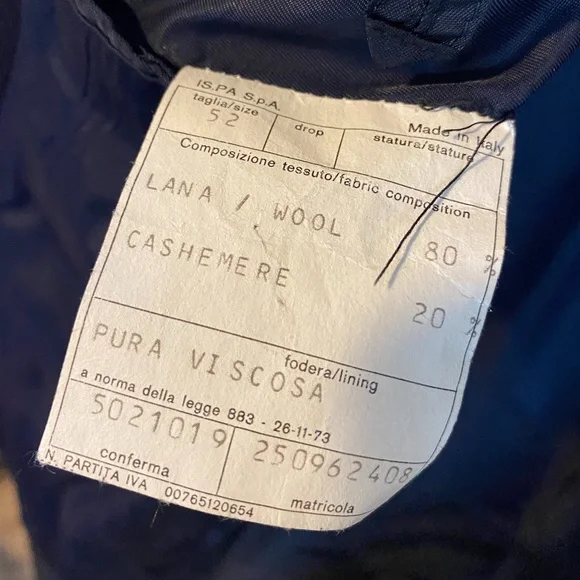 IS.PA S.p.A. Made in Italy
taglia/size drop statura/stature
52
Composizione tessuto/fabric composition
LANA / WOOL 80 %
CASHEMERE 20 %
fodera/lining
PURA VISCOSA
a norma della legge 883 - 26-11-73
5021019 250962408
conferma matricola
N. PARTITA IVA 00765120654